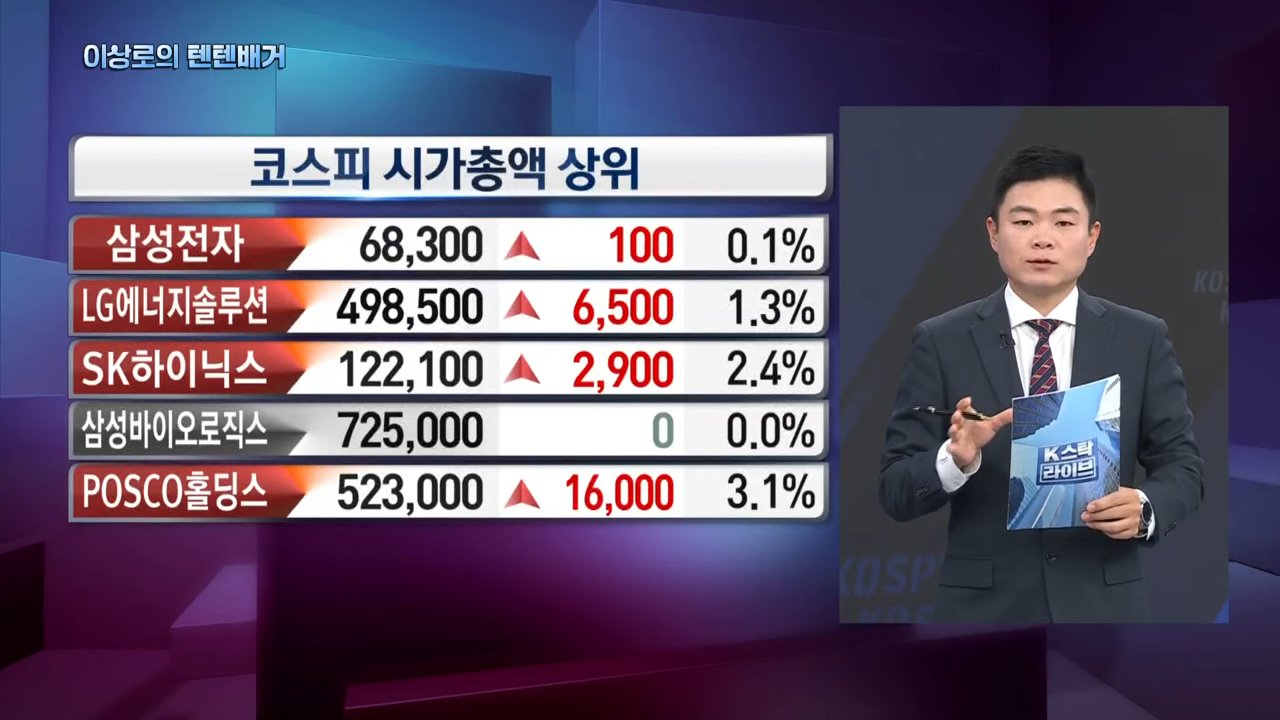 이상로의 텐텐배거
코스피 시가총액 상위
삼성전자 68,300 ▲ 100 0.1%
LG에너지솔루션 498,500 ▲ 6,500 1.3%
SK하이닉스 122,100 ▲ 2,900 2.4%
삼성바이오로직스 725,000 0 0.0%
POSCO홀딩스 523,000 ▲ 16,000 3.1%
K스탁
라이브
KOSP